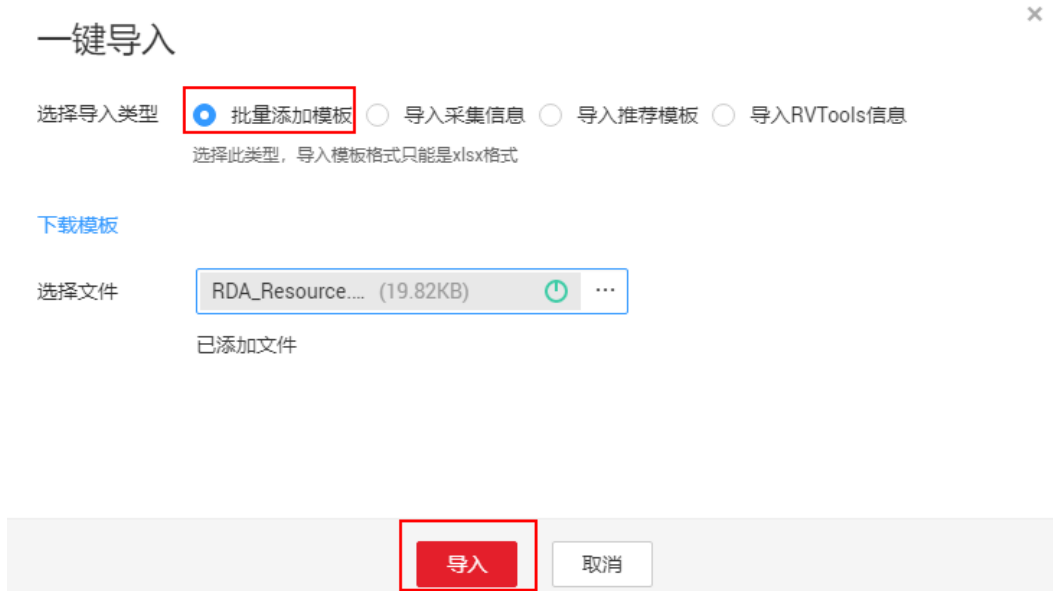 一键导入
选择导入类型 批量添加模板 导入采集信息 导入推荐模板 导入RVTools信息
选择此类型，导入模板格式只能是xlsx格式
下载模板
选择文件 RDA_Resource.... (19.82KB) ...
已添加文件
导入 取消